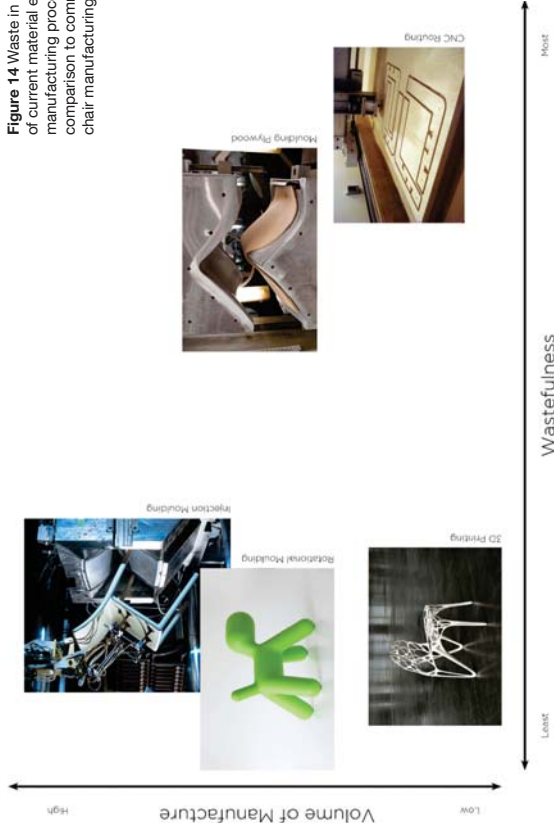 Figure 14 Waste in
of current material e
manufacturing proc
comparison to comm
chair manufacturing
CNC Routing
Moulding Plywood
Injection Moulding
Rotational Moulding
3D Printing
High
Volume of Manufacture
Low
Least
Wastefulness
Most